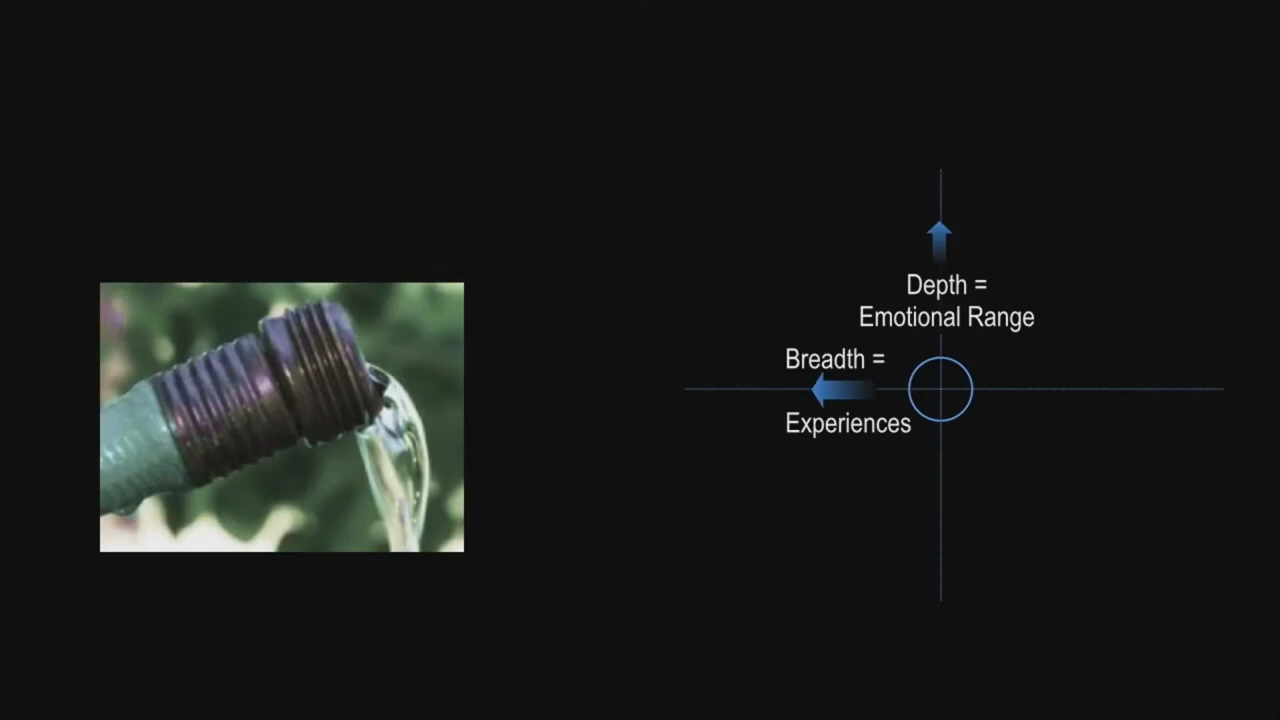 Depth =
Emotional Range
Breadth =
Experiences